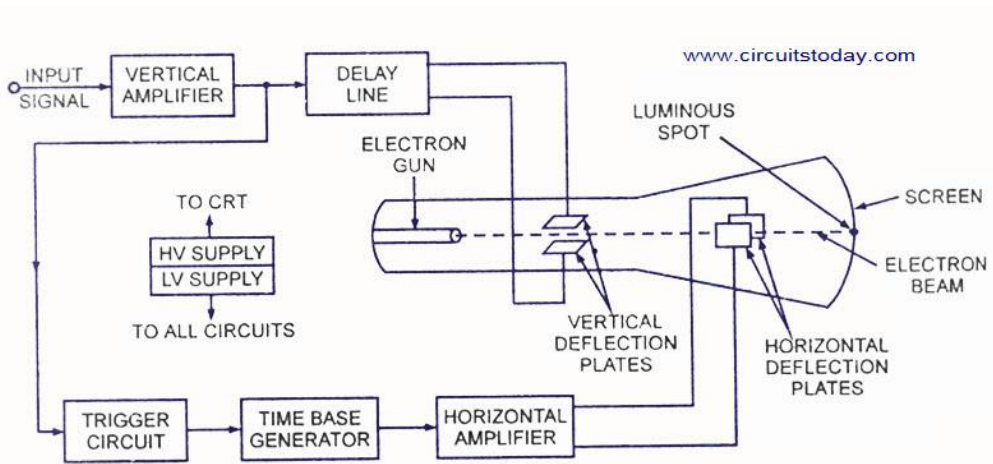 www.circuitstoday.com
INPUT
SIGNAL
VERTICAL
AMPLIFIER
DELAY
LINE
LUMINOUS
SPOT
ELECTRON
GUN
SCREEN
TO CRT
HV SUPPLY
LV SUPPLY
TO ALL CIRCUITS
ELECTRON
BEAM
VERTICAL
DEFLECTION
PLATES
HORIZONTAL
DEFLECTION
PLATES
TRIGGER
CIRCUIT
TIME BASE
GENERATOR
HORIZONTAL
AMPLIFIER